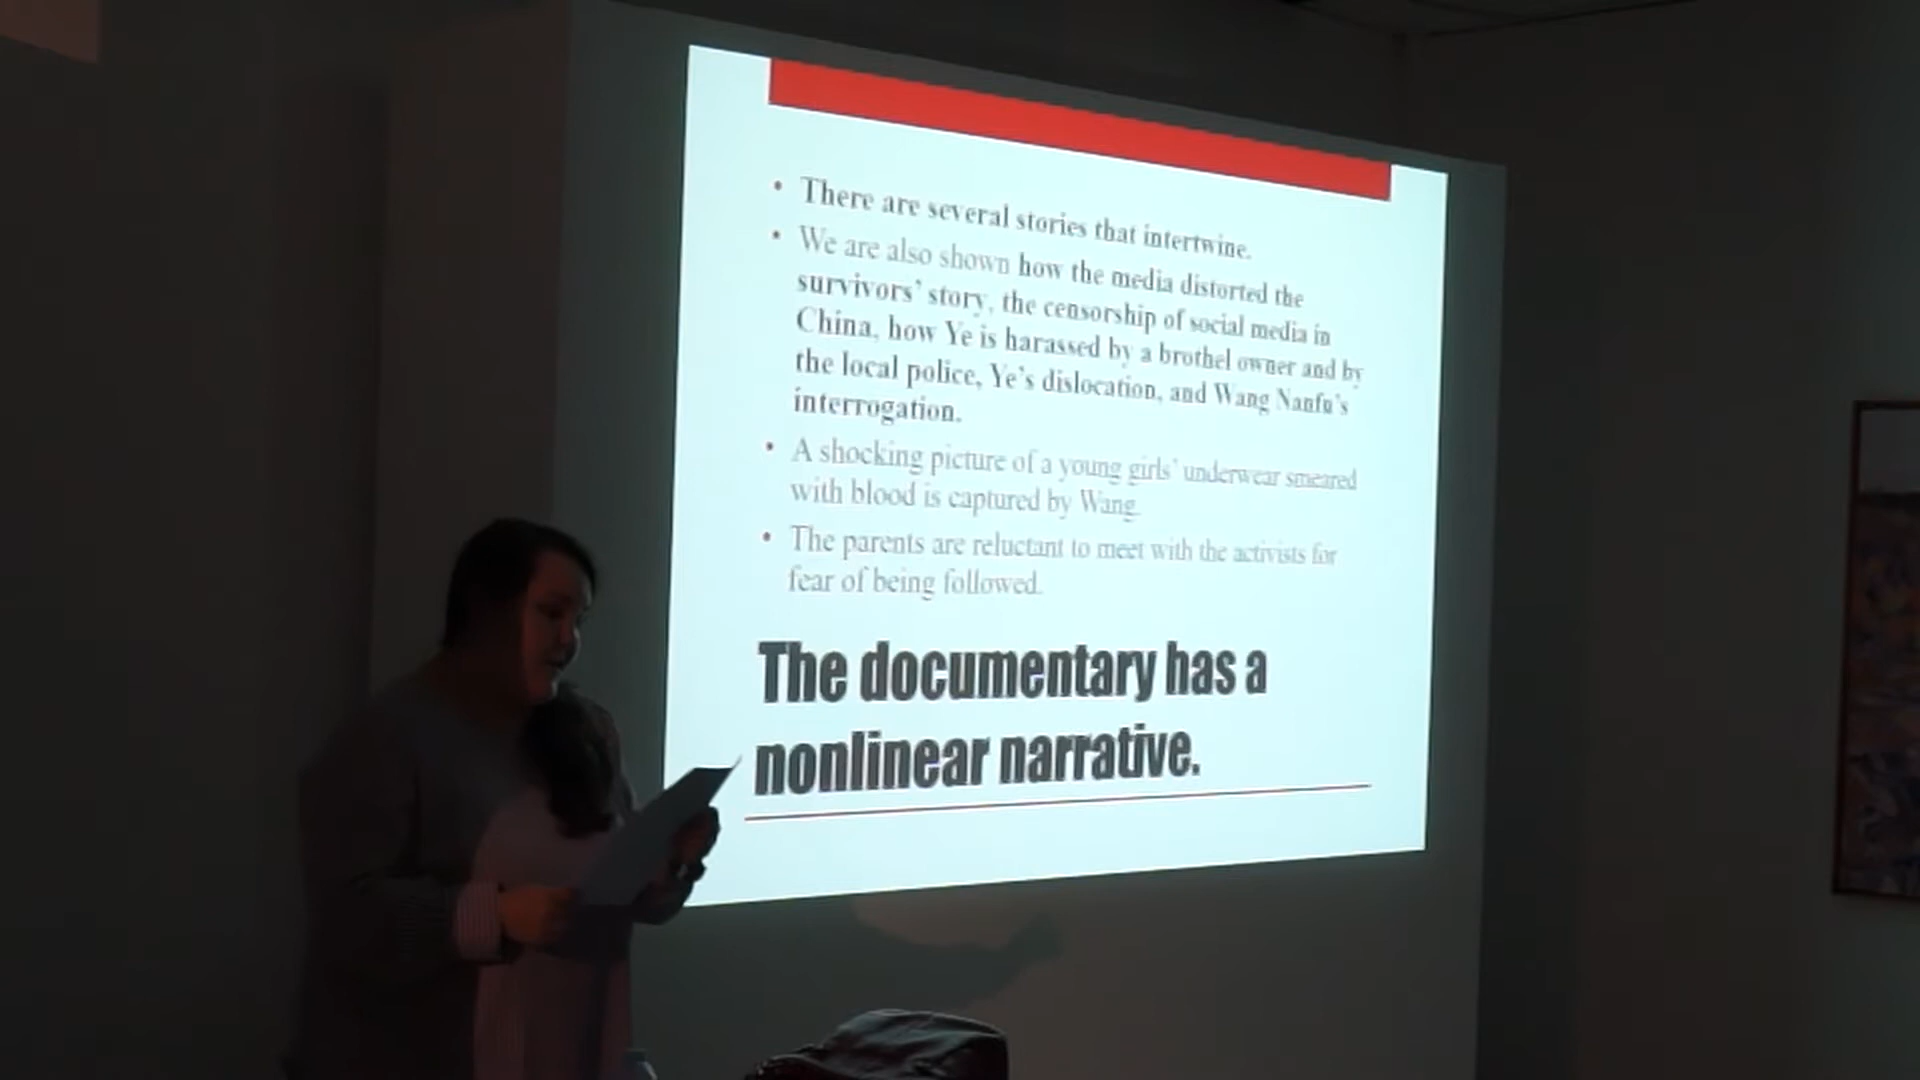 • There are several stories that intertwine.
• We are also shown how the media distorted the
survivors' story, the censorship of social media in
China, how Ye is harassed by a brothel owner and by
the local police, Ye's dislocation, and Wang Nanfu's
interrogation.
• A shocking picture of a young girls' underwear smeared
with blood is captured by Wang.
• The parents are reluctant to meet with the activists for
fear of being followed.
The documentary has a
nonlinear narrative.